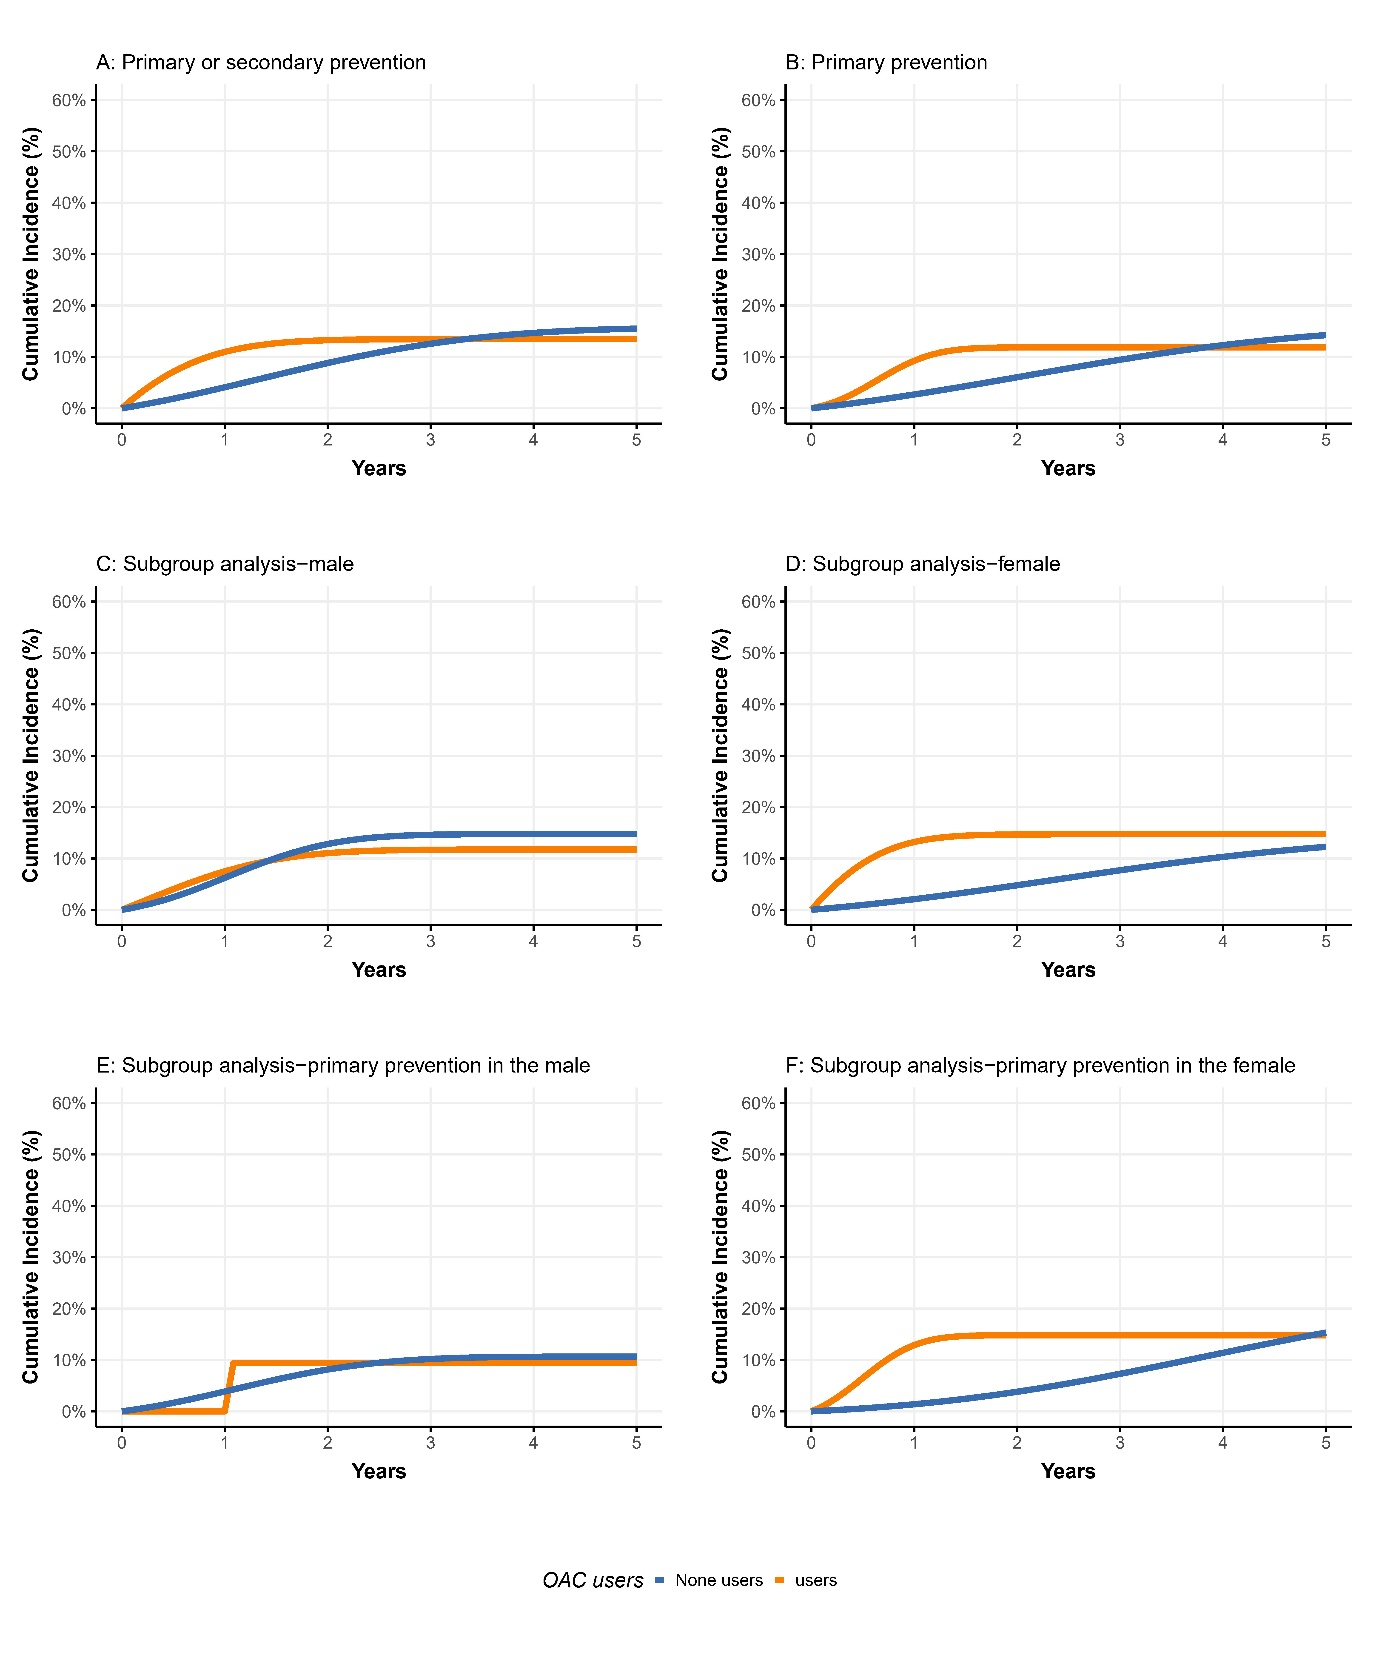 A: Primary or secondary prevention
Cumulative Incidence (%)
60%
50%
40%
30%
20%
10%
0%
0 1 2 3 4 5
Years
B: Primary prevention
Cumulative Incidence (%)
60%
50%
40%
30%
20%
10%
0%
0 1 2 3 4 5
Years
C: Subgroup analysis−male
Cumulative Incidence (%)
60%
50%
40%
30%
20%
10%
0%
0 1 2 3 4 5
Years
D: Subgroup analysis−female
Cumulative Incidence (%)
60%
50%
40%
30%
20%
10%
0%
0 1 2 3 4 5
Years
E: Subgroup analysis−primary prevention in the male
Cumulative Incidence (%)
60%
50%
40%
30%
20%
10%
0%
0 1 2 3 4 5
Years
F: Subgroup analysis−primary prevention in the female
Cumulative Incidence (%)
60%
50%
40%
30%
20%
10%
0%
0 1 2 3 4 5
Years
OAC users None users users